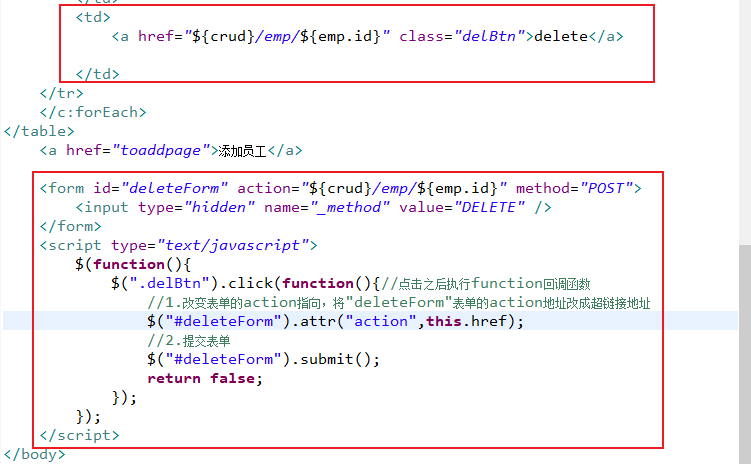 </td>
<td>
<a href="${crud}/emp/${emp.id}" class="delBtn">delete</a>
</td>
</tr>
</c:forEach>
</table>
<a href="toaddpage">添加员工</a>
<form id="deleteForm" action="${crud}/emp/${emp.id}" method="POST">
<input type="hidden" name="_method" value="DELETE" />
</form>
<script type="text/javascript">
$(function(){
$(".delBtn").click(function(){//点击之后执行function回调函数
//1.改变表单的action指向，将"deleteForm"表单的action地址改成超链接地址
$("#deleteForm").attr("action",this.href);
//2.提交表单
$("#deleteForm").submit();
return false;
});
});
</script>
</body>